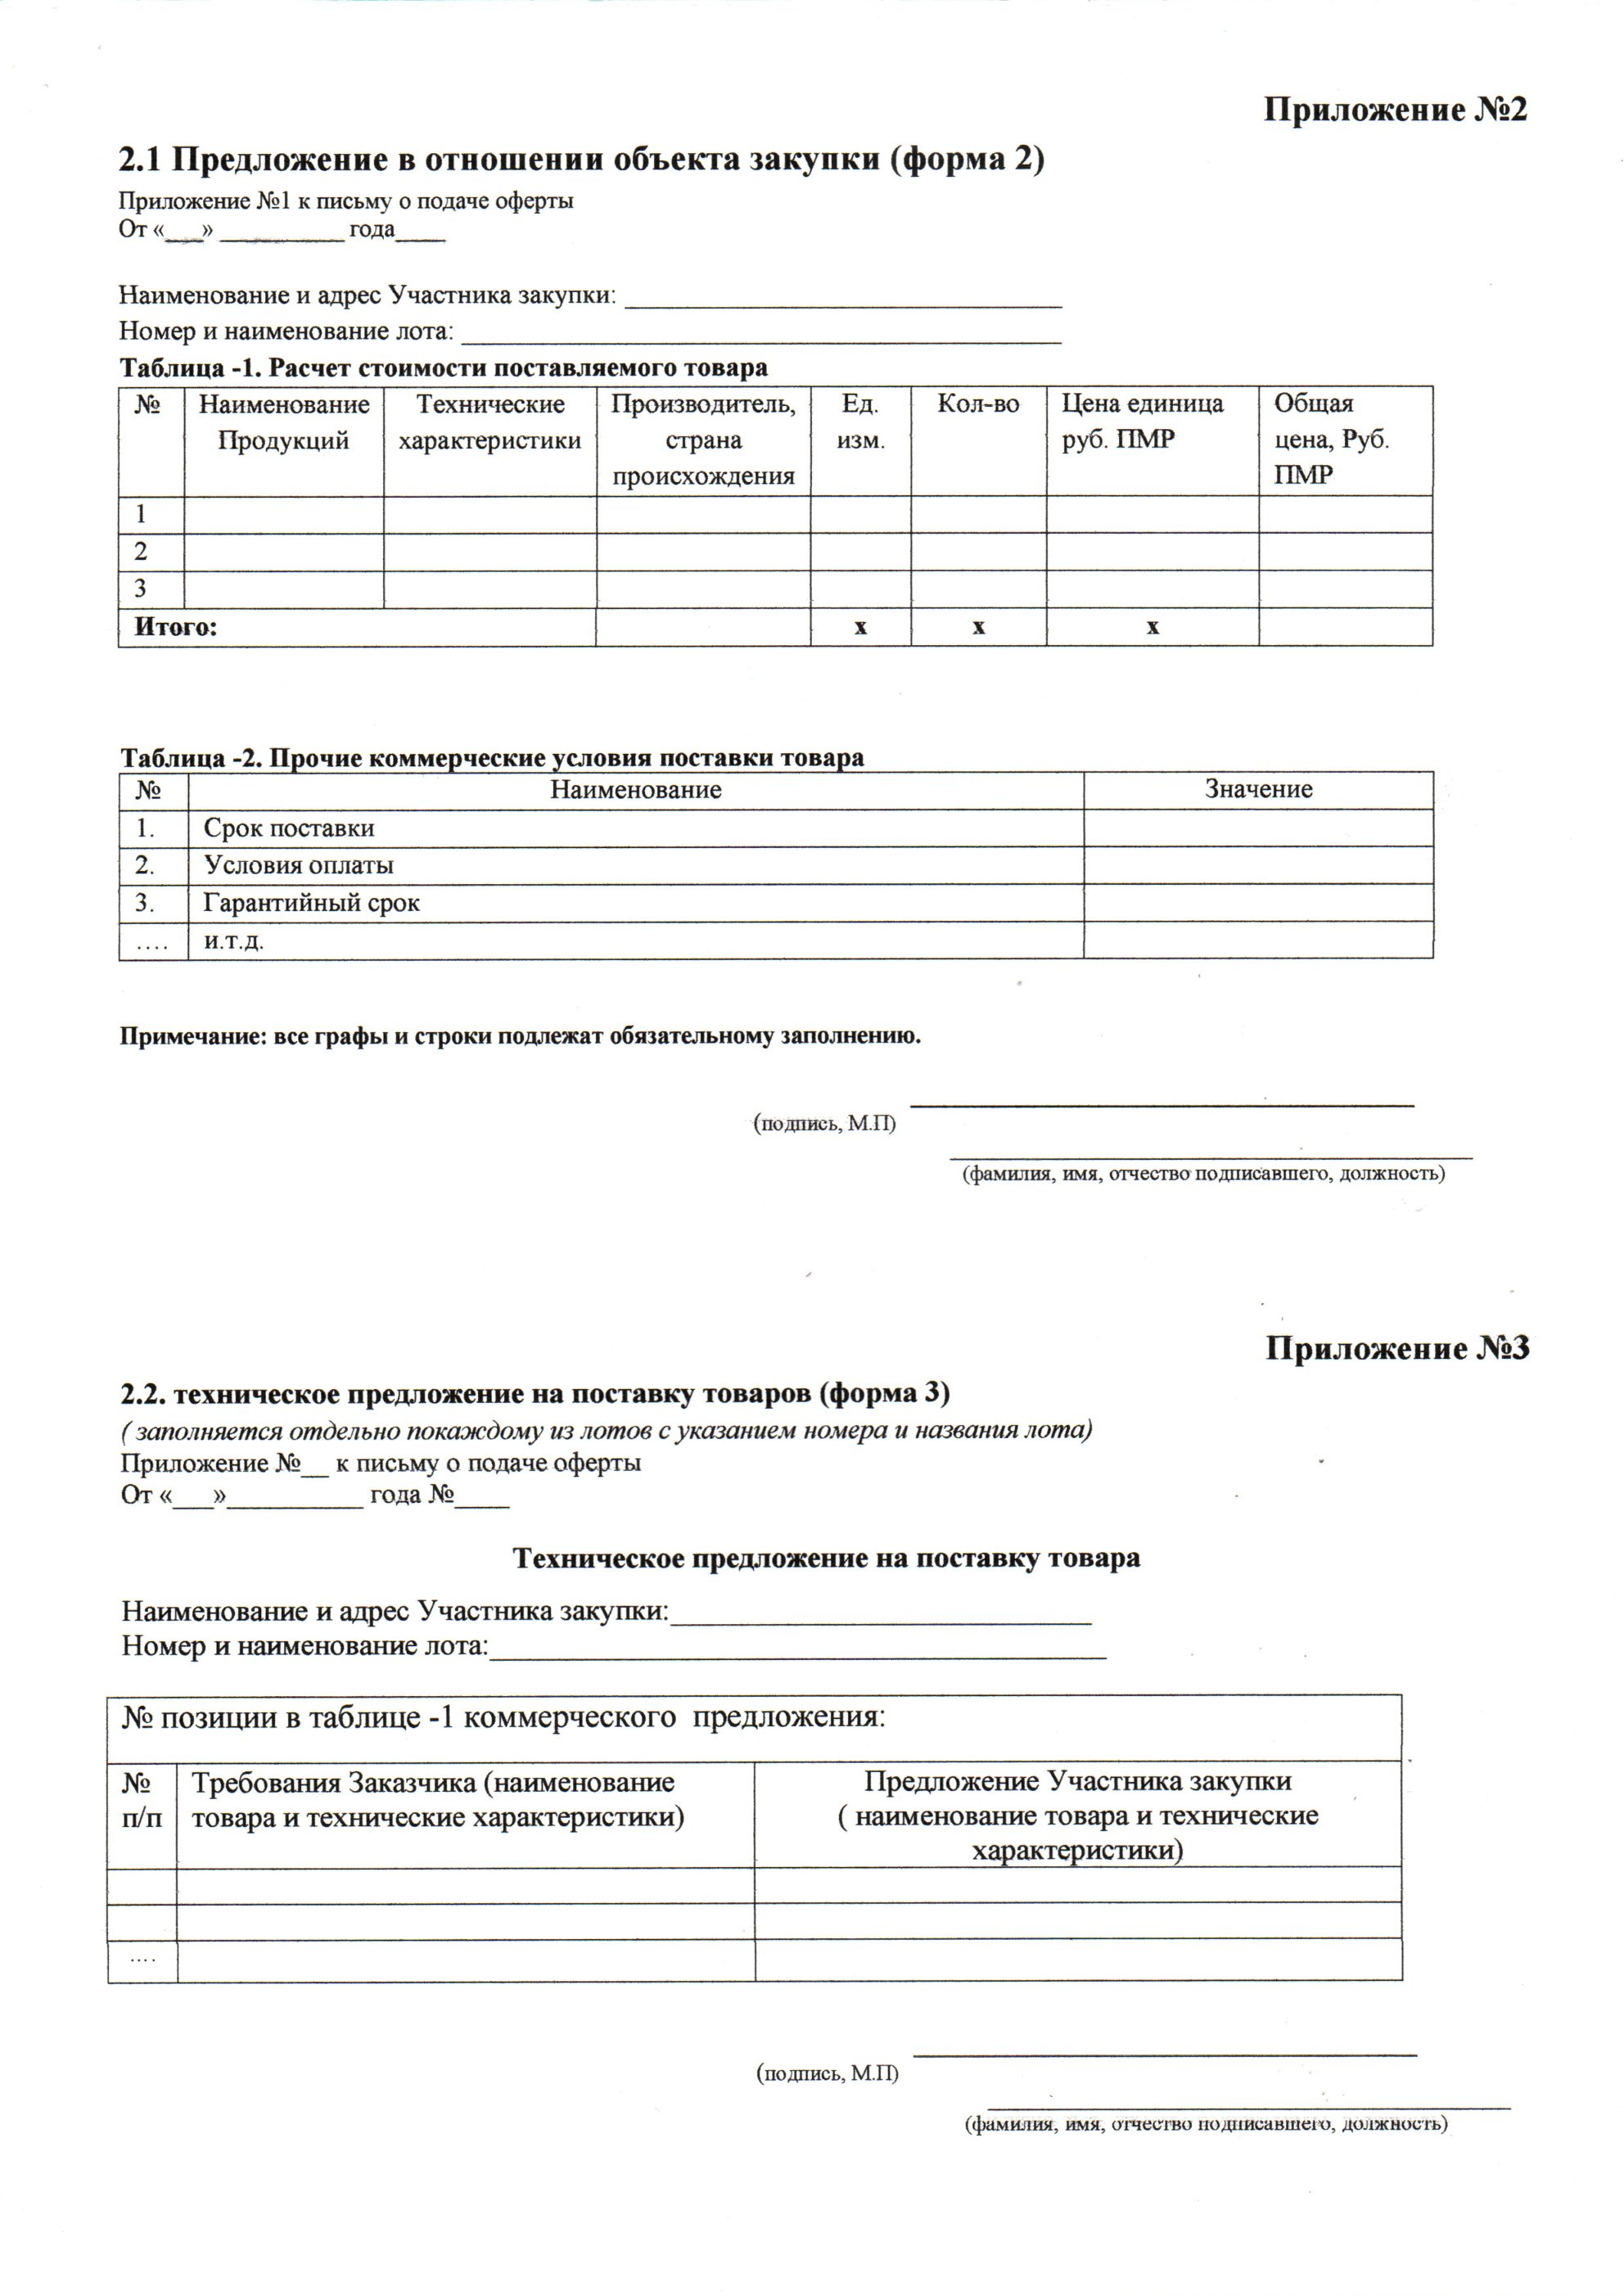 Приложение №2
2.1 Предложение в отношении объекта закупки (форма 2)
Приложение №1 к письму о подаче оферты
От «___» __________ года____
Наименование и адрес Участника закупки: ___________________________________
Номер и наименование лота: ________________________________________________
Таблица -1. Расчет стоимости поставляемого товара
№ Наименование Технические Производитель, Ед. Кол-во Цена единица Общая
Продукций характеристики страна изм. руб. ПМР цена, Руб.
происхождения ПМР
1
2
3
Итого: х х х
Таблица -2. Прочие коммерческие условия поставки товара
№ Наименование Значение
1. Срок поставки
2. Условия оплаты
3. Гарантийный срок
.... и.т.д.
Примечание: все графы и строки подлежат обязательному заполнению.
(подпись, М.П) ________________________________________
(фамилия, имя, отчество подписавшего, должность)
Приложение №3
2.2. техническое предложение на поставку товаров (форма 3)
( заполняется отдельно покаждому из лотов с указанием номера и названия лота)
Приложение №__ к письму о подаче оферты
От «___»__________ года №____
Техническое предложение на поставку товара
Наименование и адрес Участника закупки:______________________________
Номер и наименование лота:____________________________________________
№ позиции в таблице -1 коммерческого предложения:
№ Требования Заказчика (наименование Предложение Участника закупки
п/п товара и технические характеристики) ( наименование товара и технические
характеристики)
....
(подпись, М.П) ________________________________________
(фамилия, имя, отчество подписавшего, должность)